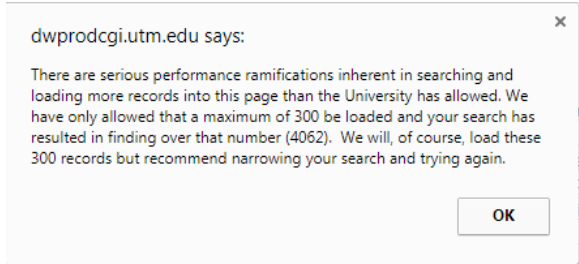 dwprodcgi.utm.edu says:
There are serious performance ramifications inherent in searching and
loading more records into this page than the University has allowed. We
have only allowed that a maximum of 300 be loaded and your search has
resulted in finding over that number (4062).  We will, of course, load these
300 records but recommend narrowing your search and trying again.
OK